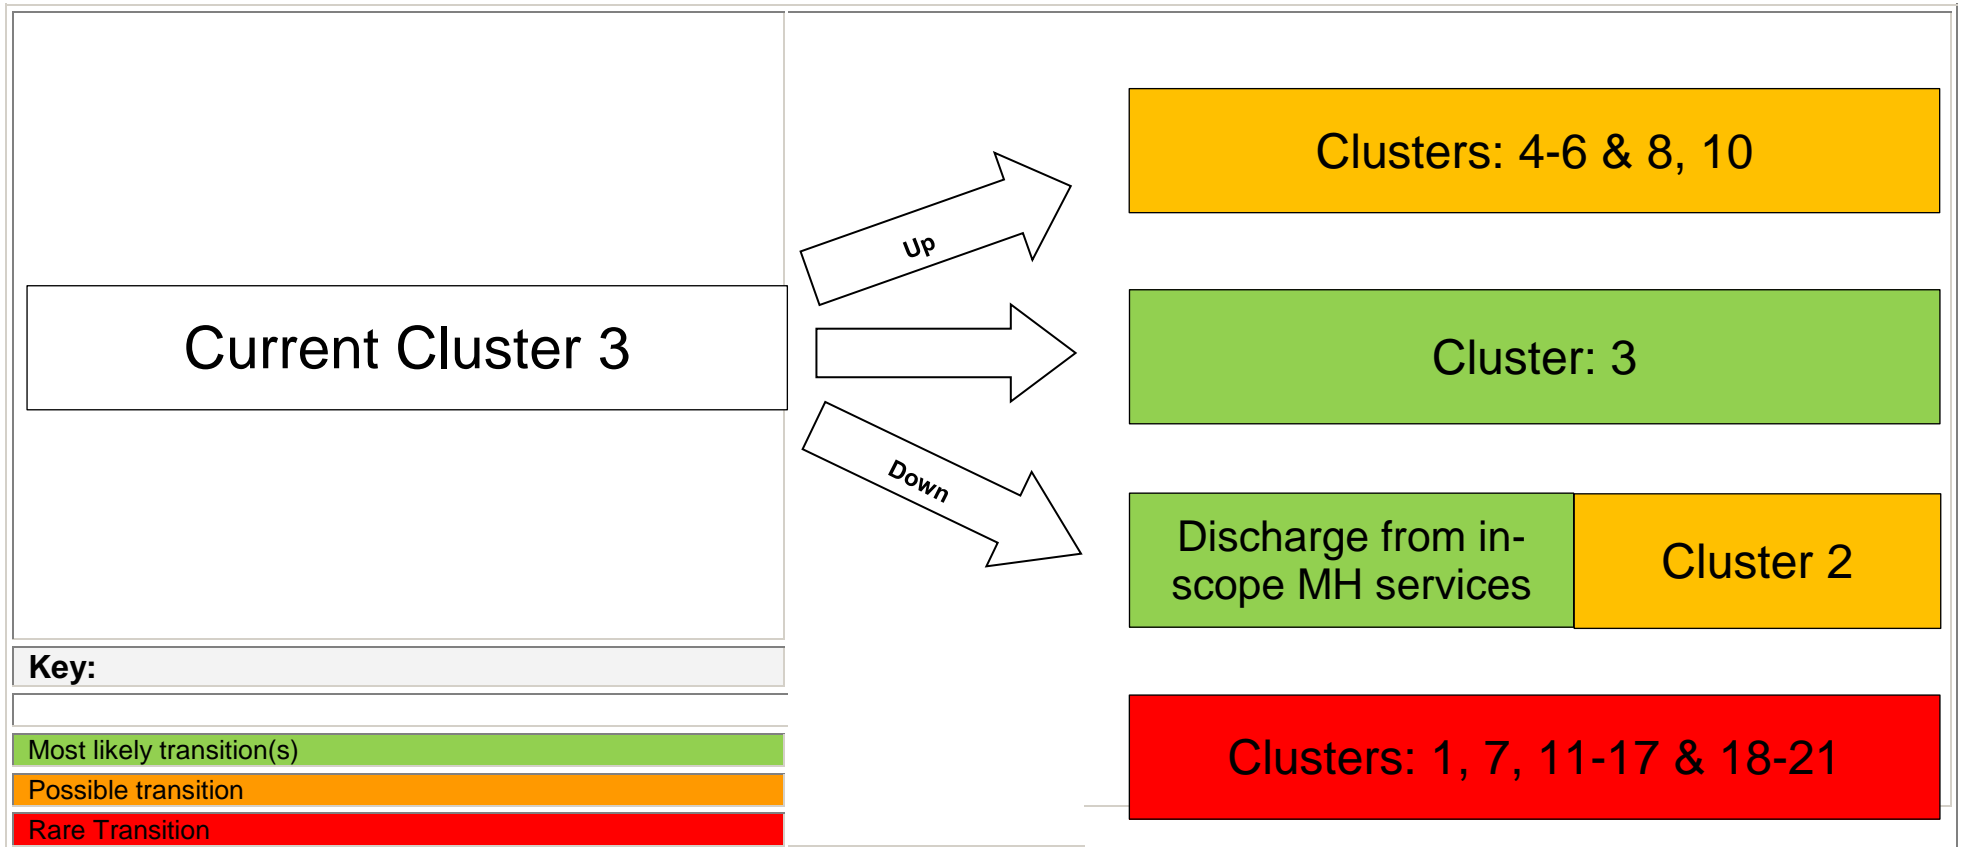 Clusters: 4-6 & 8, 10
Up
Current Cluster 3
Cluster: 3
Down
Discharge from in-
scope MH services
Cluster 2
Key:
Clusters: 1, 7, 11-17 & 18-21
Most likely transition(s)
Possible transition
Rare Transition